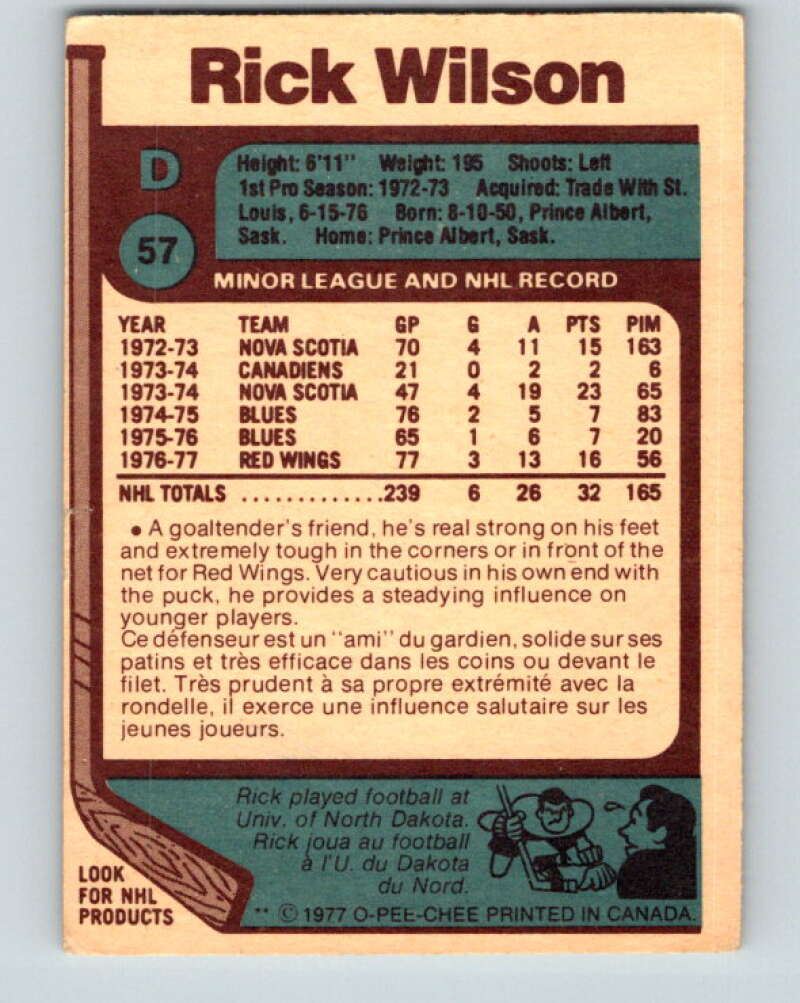 Rick Wilson
D
57
Height: 6'11" Weight: 195 Shoots: Left
1st Pro Season: 1972-73 Acquired: Trade With St.
Louis, 6-15-76 Born: 8-10-50, Prince Albert,
Sask. Home: Prince Albert, Sask.
MINOR LEAGUE AND NHL RECORD
YEAR TEAM GP G A PTS PIM
1972-73 NOVA SCOTIA 70 4 11 15 163
1973-74 CANADIENS 21 0 2 2 6
1973-74 NOVA SCOTIA 47 4 19 23 65
1974-75 BLUES 76 2 5 7 83
1975-76 BLUES 65 1 6 7 20
1976-77 RED WINGS 77 3 13 16 56
NHL TOTALS .............239 6 26 32 165
• A goaltender's friend, he's real strong on his feet
and extremely tough in the corners or in front of the
net for Red Wings. Very cautious in his own end with
the puck, he provides a steadying influence on
younger players.
Ce défenseur est un "ami" du gardien, solide sur ses
patins et très efficace dans les coins ou devant le
filet. Très prudent à sa propre extrémité avec la
rondelle, il exerce une influence salutaire sur les
jeunes joueurs.
Rick played football at
Univ. of North Dakota.
Rick joua au football
à l'U. du Dakota
du Nord.
LOOK
FOR NHL
PRODUCTS
** © 1977 O-PEE-CHEE PRINTED IN CANADA.